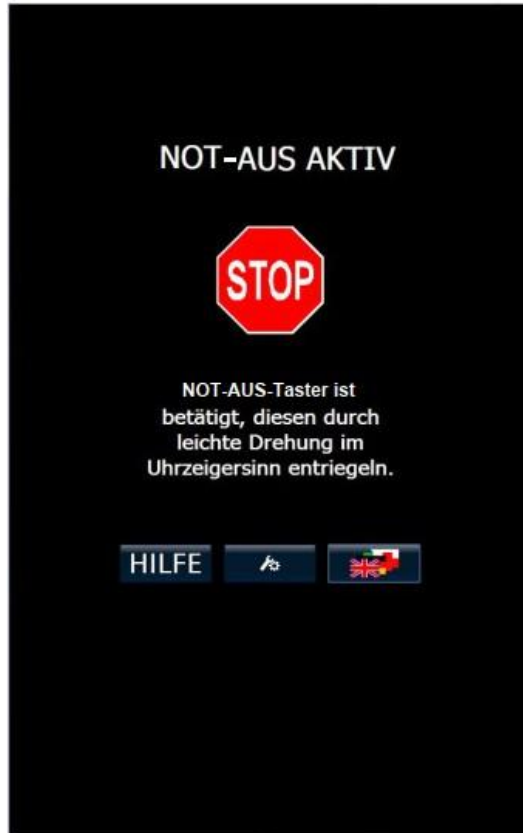 NOT-AUS AKTIV
STOP
NOT-AUS-Taster ist
betätigt, diesen durch
leichte Drehung im
Uhrzeigersinn entriegeln.
HILFE